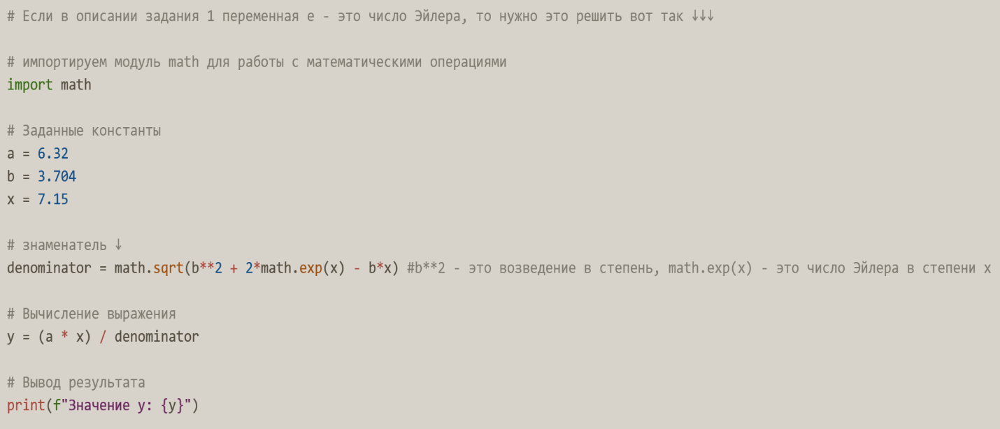 # Если в описании задания 1 переменная e - это число Эйлера, то нужно это решить вот так ↓↓↓
# импортируем модуль math для работы с математическими операциями
import math
# Заданные константы
a = 6.32
b = 3.704
x = 7.15
# знаменатель ↓
denominator = math.sqrt(b**2 + 2*math.exp(x) - b*x) #b**2 - это возведение в степень, math.exp(x) - это число Эйлера в степени x
# Вычисление выражения
y = (a * x) / denominator
# Вывод результата
print(f"Значение y: {y}")